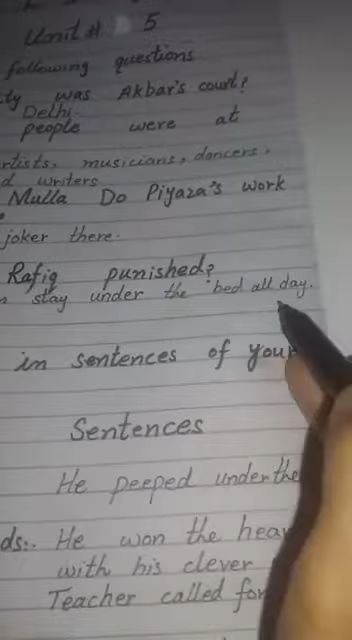 Unit # 5
following questions
was Akbar's court?
Delhi.
people were at
musicians, dancers,
writers
Mulla Do Piyaza's work
joker there.
Rafiq punished?
stay under the bed all day.
in sentences of your
Sentences
He peeped under the
He won the
with his clever
Teacher called for